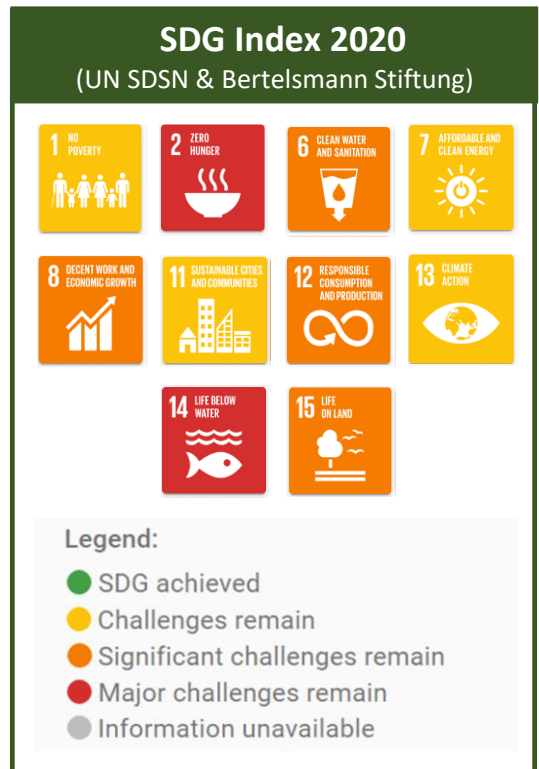 SDG Index 2020
(UN SDSN & Bertelsmann Stiftung)
1 NO
POVERTY
2 ZERO
HUNGER
6 CLEAN WATER
AND SANITATION
7 AFFORDABLE AND
CLEAN ENERGY
8 DECENT WORK AND
ECONOMIC GROWTH
11 SUSTAINABLE CITIES
AND COMMUNITIES
12 RESPONSIBLE
CONSUMPTION
AND PRODUCTION
13 CLIMATE
ACTION
14 LIFE BELOW
WATER
15 LIFE
ON LAND
Legend:
SDG achieved
Challenges remain
Significant challenges remain
Major challenges remain
Information unavailable